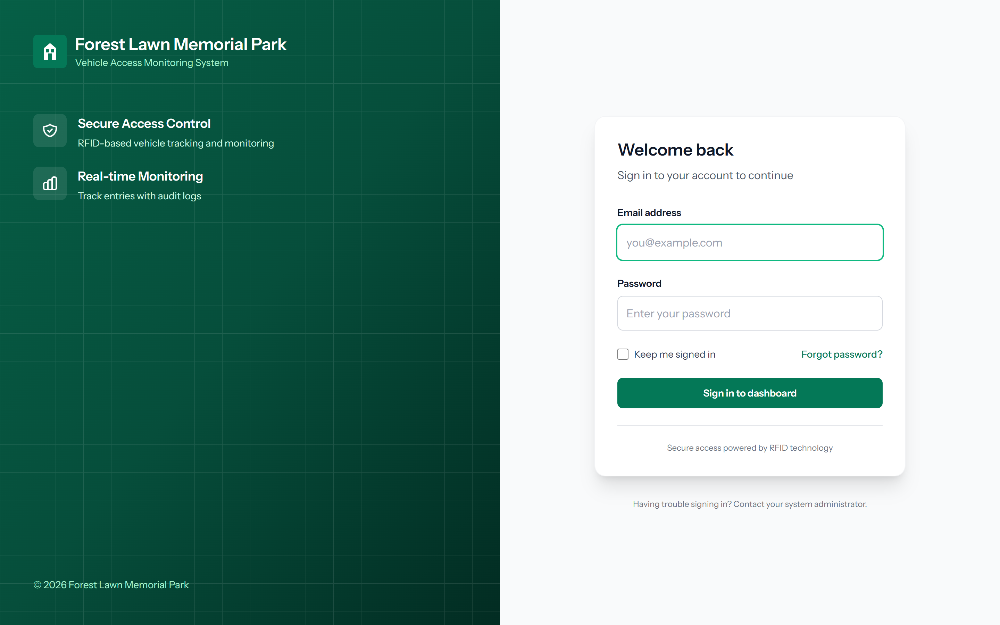 Forest Lawn Memorial Park
Vehicle Access Monitoring System
Secure Access Control
RFID-based vehicle tracking and monitoring
Real-time Monitoring
Track entries with audit logs
© 2026 Forest Lawn Memorial Park
Welcome back
Sign in to your account to continue
Email address
you@example.com
Password
Enter your password
Keep me signed in
Forgot password?
Sign in to dashboard
Secure access powered by RFID technology
Having trouble signing in? Contact your system administrator.